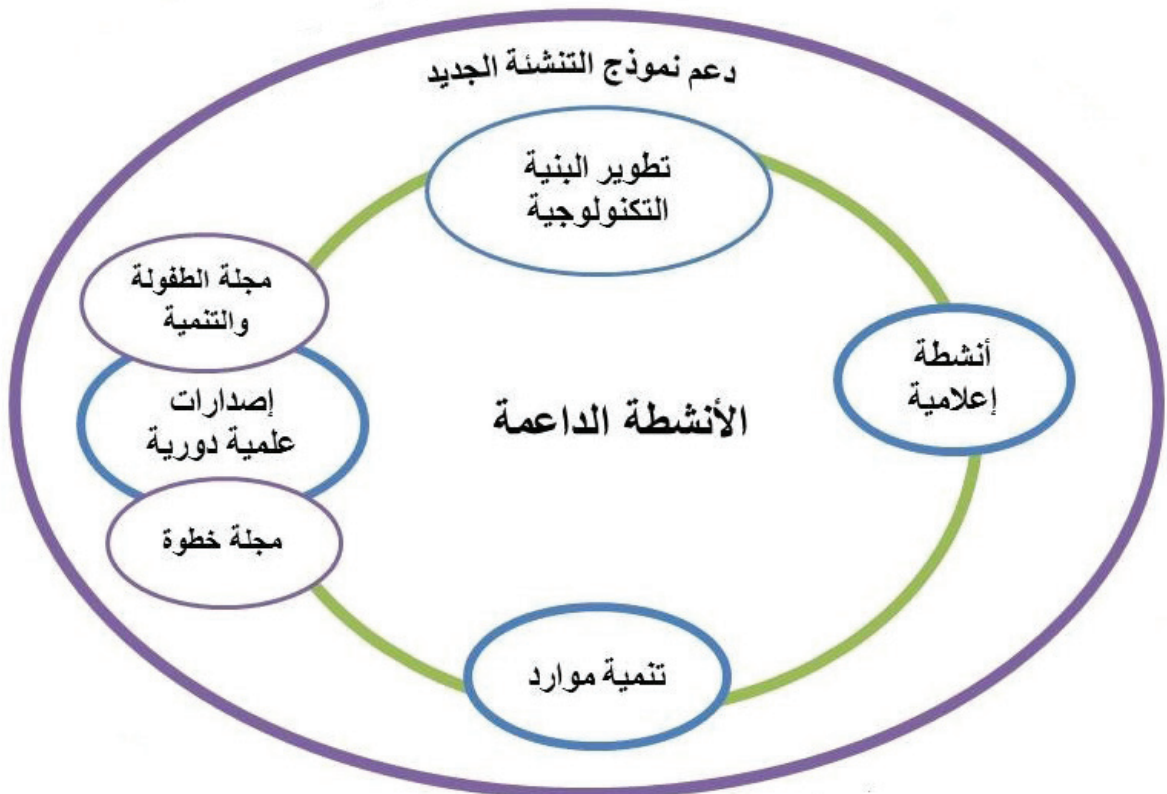 دعم نموذج التنشئة الجديد
تطوير البنية
التكنولوجية
مجلة الطفولة
والتنمية
أنشطة
إعلامية
إصدارات
علمية دورية
الأنشطة الداعمة
مجلة خطوة
تنمية موارد